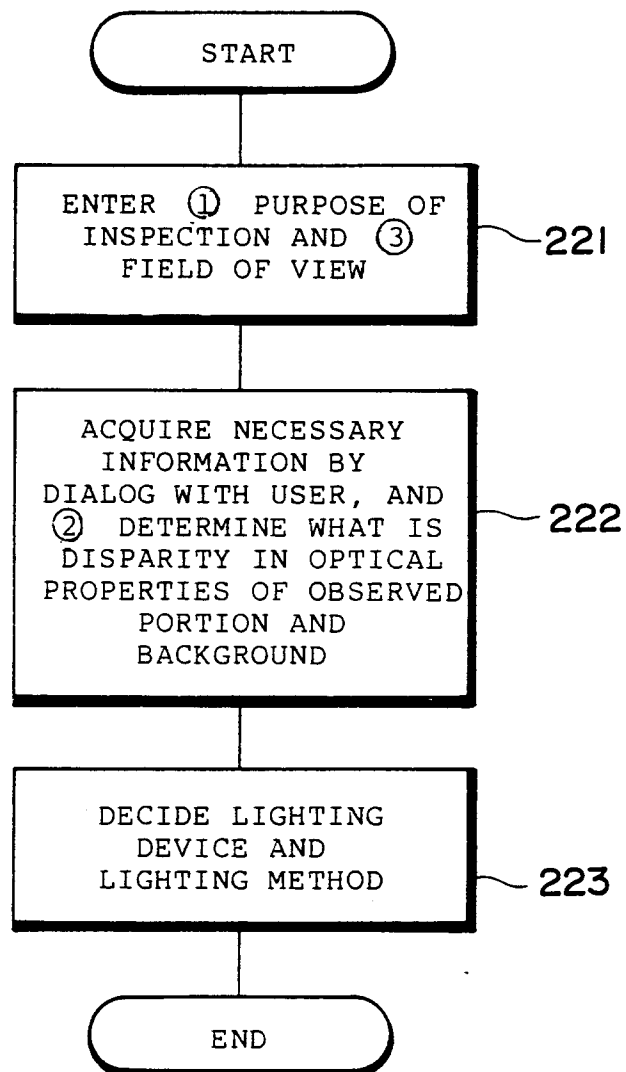 START
ENTER ① PURPOSE OF
INSPECTION AND ③
FIELD OF VIEW
221
ACQUIRE NECESSARY
INFORMATION BY
DIALOG WITH USER, AND
② DETERMINE WHAT IS
DISPARITY IN OPTICAL
PROPERTIES OF OBSERVED
PORTION AND
BACKGROUND
222
DECIDE LIGHTING
DEVICE AND
LIGHTING METHOD
223
END